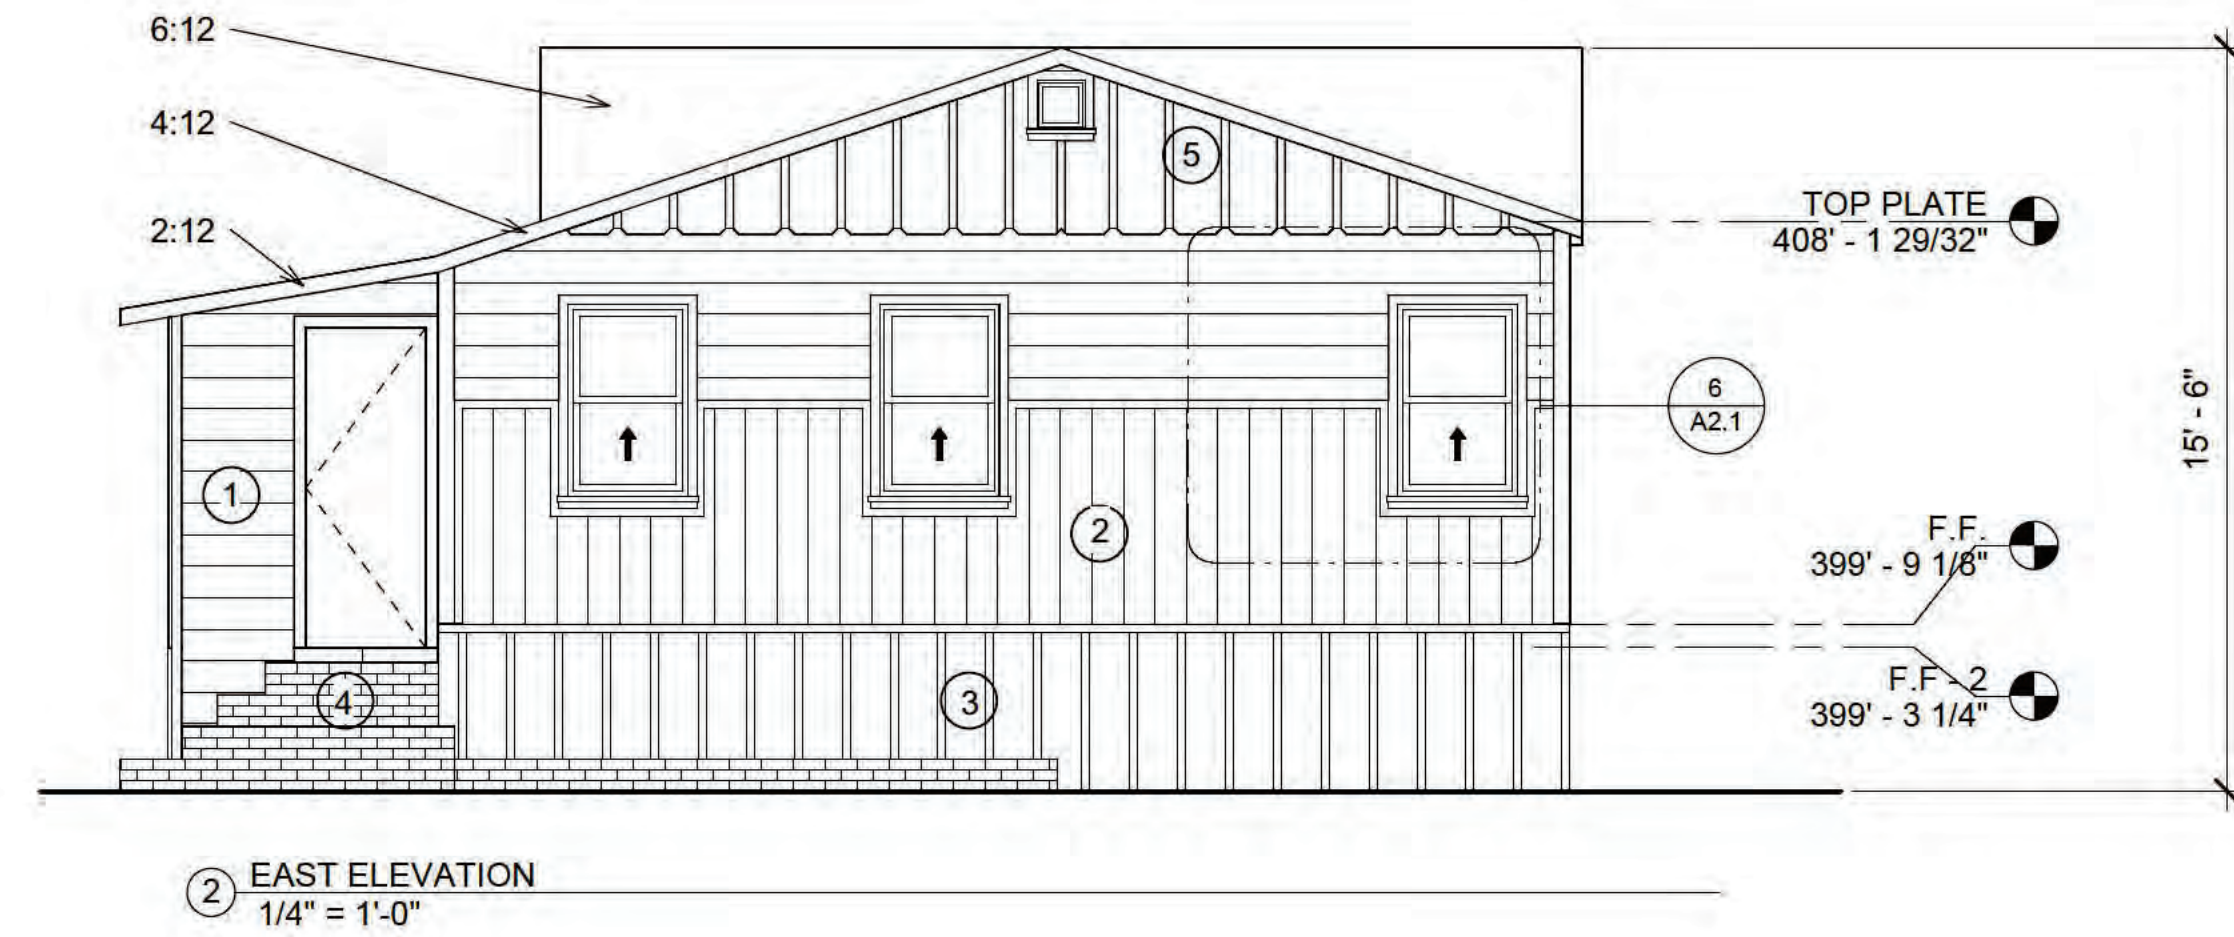 6:12
4:12
2:12
5
TOP PLATE
408' - 1 29/32"
6
A2.1
15' - 6"
1
2
F.F.
399' - 9 1/8"
4
3
F.F - 2
399' - 3 1/4"
2
EAST ELEVATION
1/4" = 1'-0"